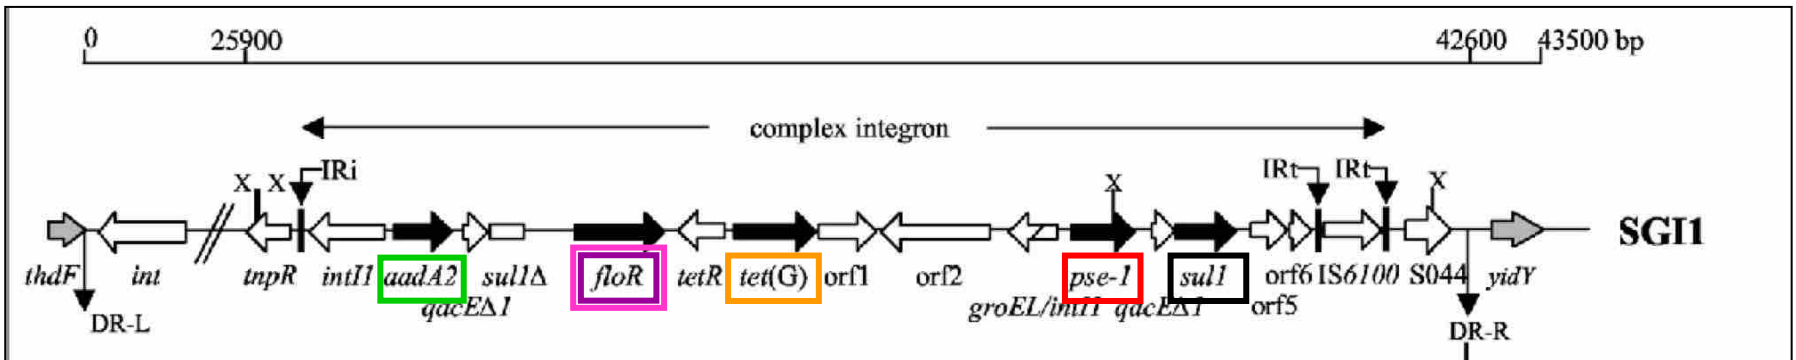 0 25900 42600 43500 bp
complex integron
IRi IRt IRt
X X X X
SGI1
thdF int tnpR intI1 aadA2 sul1Δ floR tetR tet(G) orf1 orf2 pse-1 sul1 orf6 IS6100 S044 yidY
qacEΔ1 groEL/intI1 qacEΔ1 orf5
DR-L DR-R